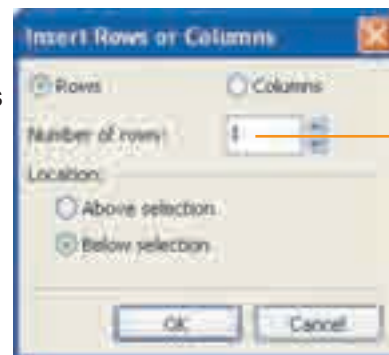 Insert Rows or Columns
Rows Columns
s
Number of rows: 1
Location:
Above selection
Below selection
OK Cancel